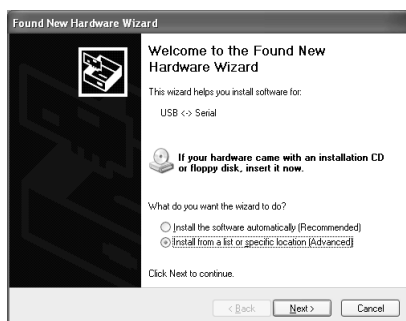 Found New Hardware Wizard
Welcome to the Found New
Hardware Wizard
This wizard helps you install software for:
USB <-> Serial
If your hardware came with an installation CD
or floppy disk, insert it now.
What do you want the wizard to do?
Install the software automatically (Recommended)
Install from a list or specific location (Advanced)
Click Next to continue.
< Back Next > Cancel